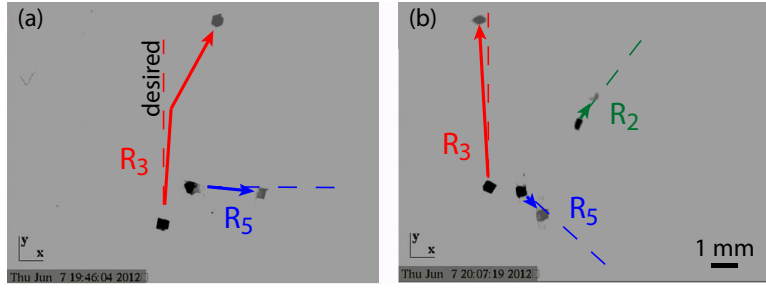 (a)
desired
R3
R5
y
x
Thu Jun 7 19:46:04 2012
(b)
R3
R2
R5
y
x
1 mm
Thu Jun 7 20:07:19 2012